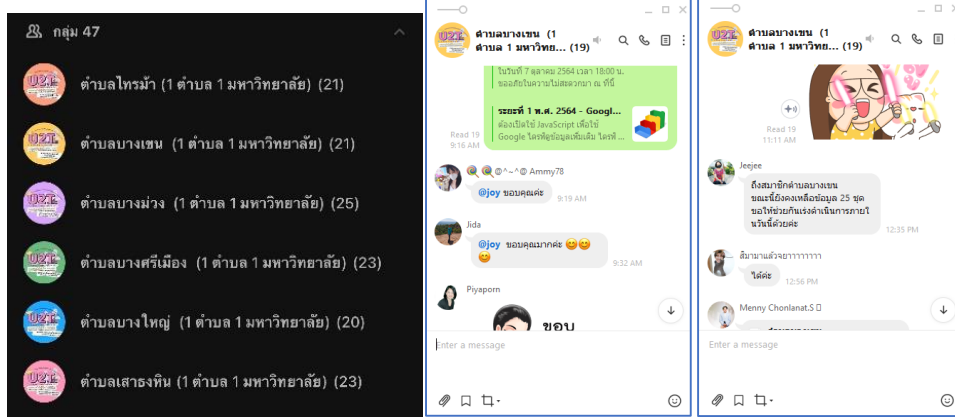 กลุ่ม 47
U2T
ตำบลไทรม้า (1 ตำบล 1 มหาวิทยาลัย) (21)
U2T
ตำบลบางเขน (1 ตำบล 1 มหาวิทยาลัย) (21)
U2T
ตำบลบางม่วง (1 ตำบล 1 มหาวิทยาลัย) (25)
U2T
ตำบลบางศรีเมือง (1 ตำบล 1 มหาวิทยาลัย) (23)
U2T
ตำบลบางใหญ่ (1 ตำบล 1 มหาวิทยาลัย) (20)
U2T
ตำบลเสาธงหิน (1 ตำบล 1 มหาวิทยาลัย) (23)
U2T
ตำบลบางเขน (1
ตำบล 1 มหาวิทย... (19)
ในวันที่ 7 ตุลาคม 2564 เวลา 18:00 น.
ขออภัยในความไม่สะดวกมา ณ ที่นี้
ระยะที่ 1 พ.ศ. 2564 - Googl...
ต้องเปิดใช้ JavaScript เพื่อใช้
Google ไดรฟ์ดูข้อมูลเพิ่มเติม ไดรฟ์ ...
Read 19
9:16 AM
@^~^@ Ammy78
@joy ขอบคุณค่ะ
9:19 AM
Jida
@joy ขอบคุณมากค่ะ
9:32 AM
Piyaporn
ขอบ
Enter a message
U2T
ตำบลบางเขน (1
ตำบล 1 มหาวิทย... (19)
Read 19
11:11 AM
Jeejee
ถึงสมาชิกตำบลบางเขน
ขณะนี้ยังคงเหลือข้อมูล 25 ชุด
ขอให้ช่วยกันเร่งดำเนินการภายใ
นวันนี้ด้วยค่ะ
12:35 PM
ส้มามาแล้วจยาาาาาาาาา
ได้ค่ะ
12:56 PM
Menny Chonlanat.S
Enter a message